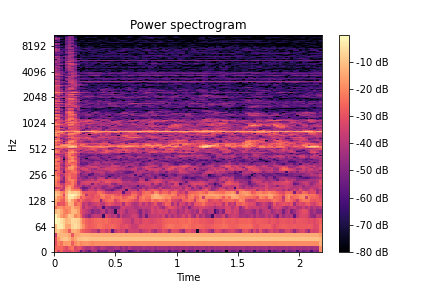 Power spectrogram
8192
4096
2048
1024
512
256
128
64
0
Hz
0
0.5
1
1.5
2
Time
-10 dB
-20 dB
-30 dB
-40 dB
-50 dB
-60 dB
-70 dB
-80 dB